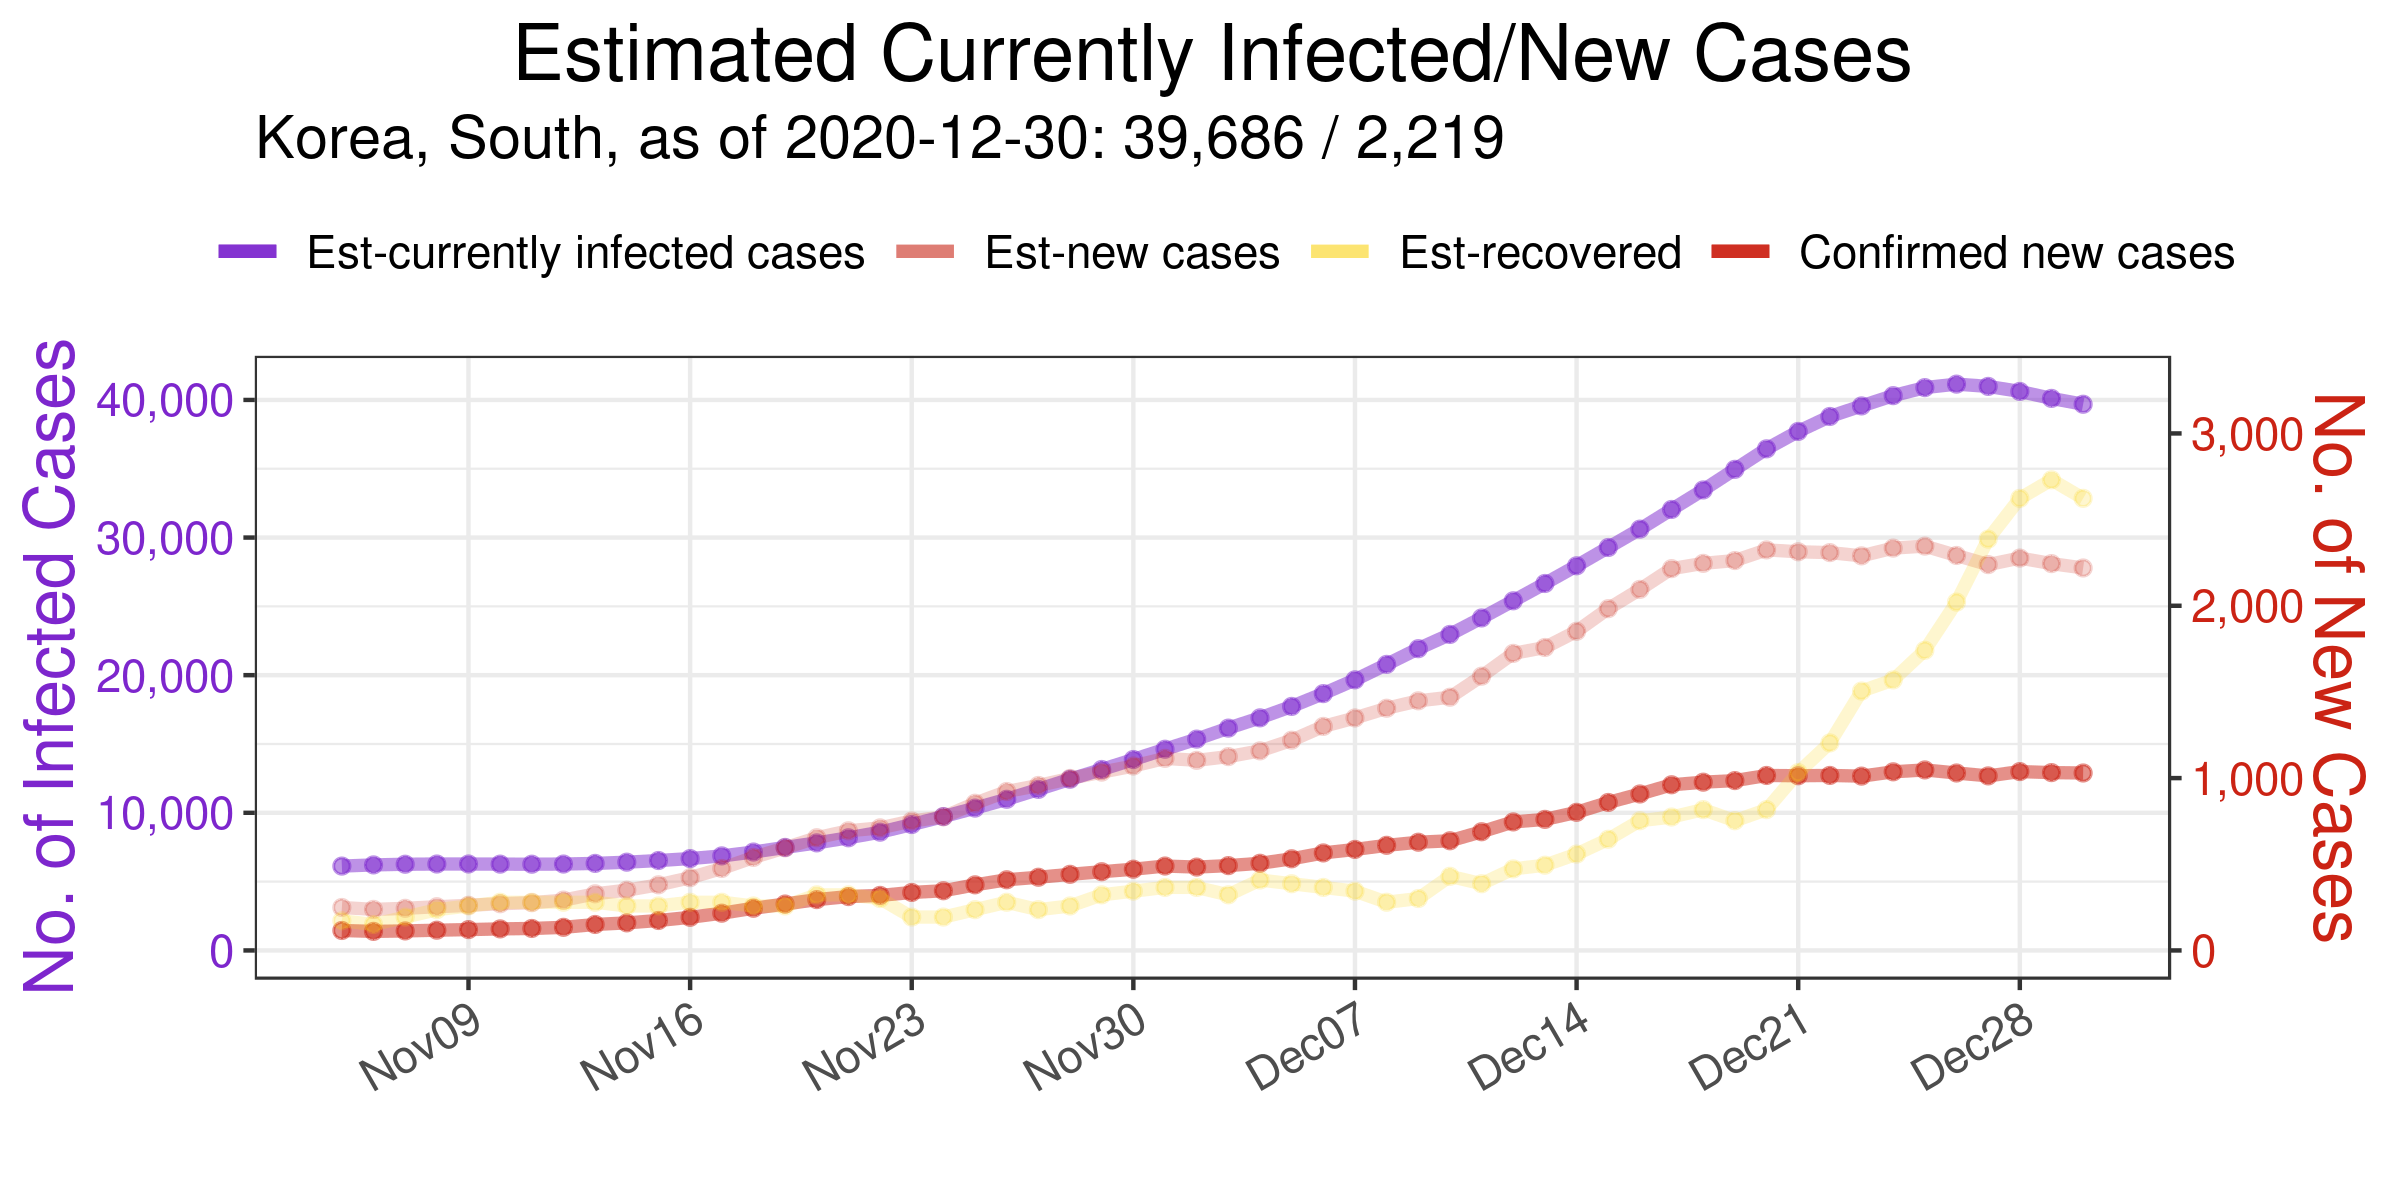 Estimated Currently Infected/New Cases
Korea, South, as of 2020-12-30: 39,686 / 2,219
Est-currently infected cases Est-new cases Est-recovered Confirmed new cases
No. of Infected Cases
40,000
30,000
20,000
10,000
0
3,000
2,000
1,000
0
No. of New Cases
Nov09 Nov16 Nov23 Nov30 Dec07 Dec14 Dec21 Dec28